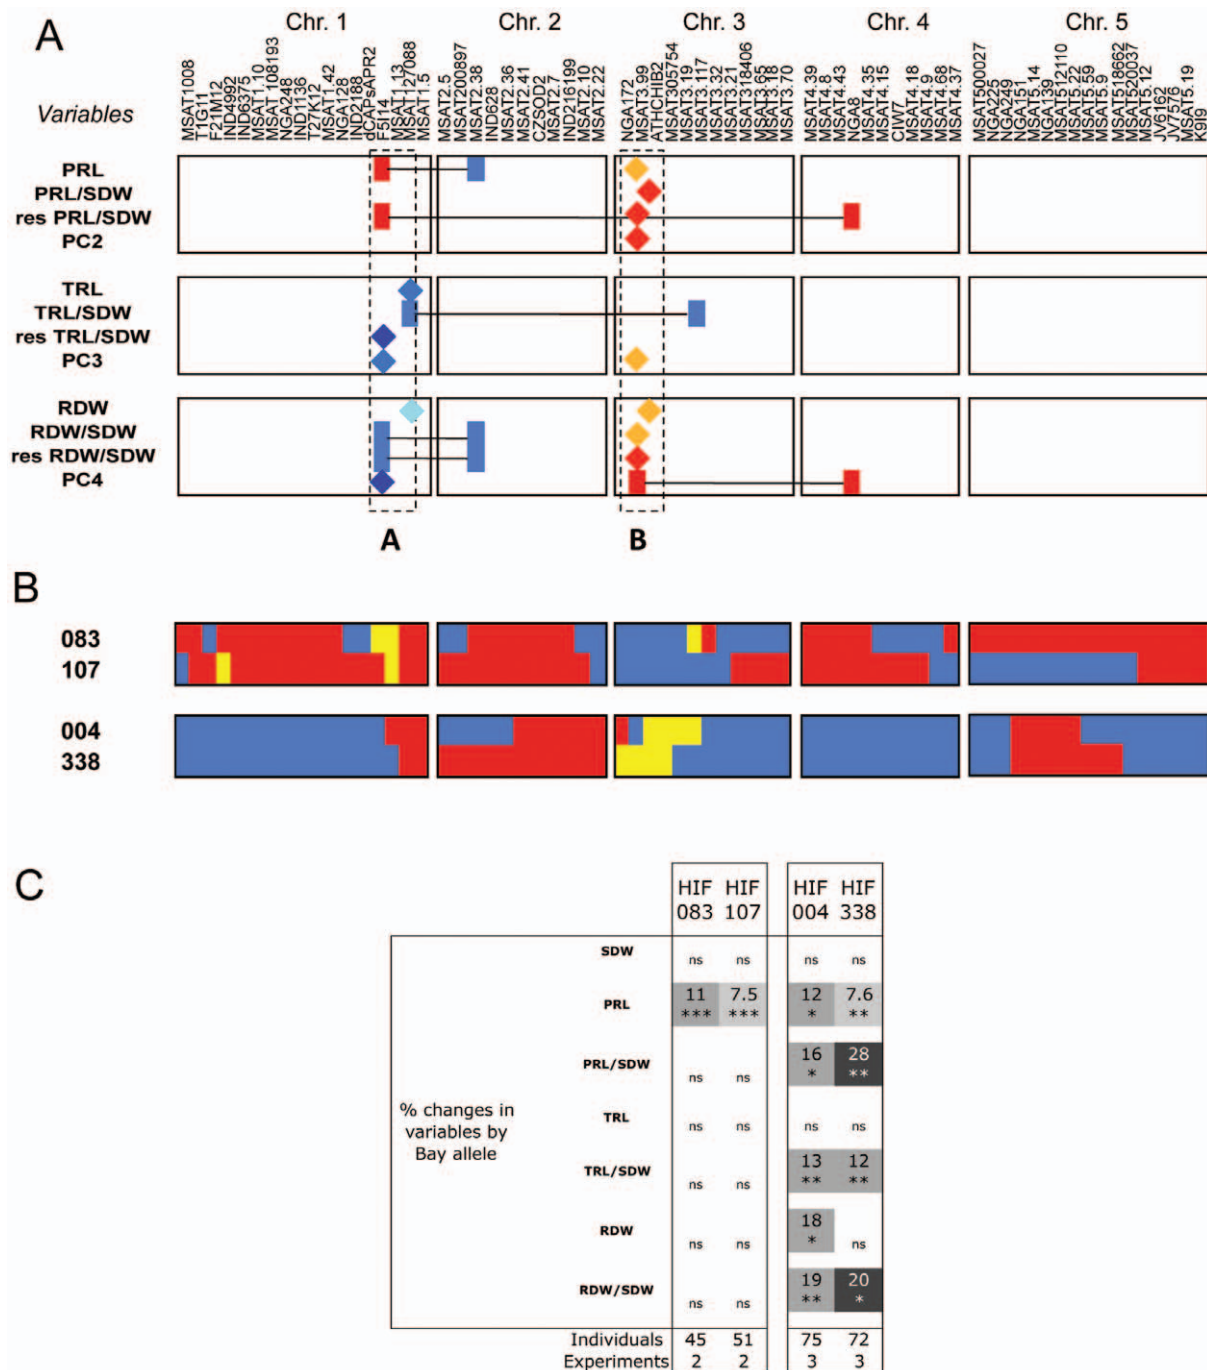 A
Chr. 1
Chr. 2
Chr. 3
Chr. 4
Chr. 5
Variables
MSAT1008
T1G11
F21M12
IND4992
IND6375
MSAT1.10
MSAT 108193
NGA248
IND1136
T27K12
MSAT1.42
NGA128
IND2188
dCAPsAPR2
F5I14
MSAT1.13
MSAT127088
MSAT1.5
MSAT2.5
MSAT200897
MSAT2.38
IND628
MSAT2.36
MSAT2.41
CZSOD2
MSAT2.7
IND216199
MSAT2.10
MSAT2.22
NGA172
MSAT3.99
ATHCHIB2
MSAT305754
MSAT3.19
MSAT3.117
MSAT3.32
MSAT3.21
MSAT318406
MSAT3.65
MSAT3.18
MSAT3.70
MSAT4.39
MSAT4.8
MSAT4.43
NGA8
MSAT4.35
MSAT4.15
CIW7
MSAT4.18
MSAT4.9
MSAT4.68
MSAT4.37
MSAT500027
NGA225
NGA249
NGA151
MSAT5.14
NGA139
MSAT512110
MSAT5.22
MSAT5.59
MSAT5.9
MSAT518662
MSAT520037
MSAT5.12
JV6162
JV7576
MSAT5.19
K9I9
PRL
PRL/SDW
res PRL/SDW
PC2
TRL
TRL/SDW
res TRL/SDW
PC3
RDW
RDW/SDW
res RDW/SDW
PC4
A
B
B
083
107
004
338
C
HIF HIF HIF HIF
083 107 004 338
SDW ns ns ns ns
PRL 11 7.5 12 7.6
*** *** * **
PRL/SDW ns ns 16 28
* **
TRL ns ns ns ns
% changes in
variables by
Bay allele
TRL/SDW ns ns 13 12
** **
RDW ns ns 18 ns
*
RDW/SDW ns ns 19 20
** *
Individuals 45 51 75 72
Experiments 2 2 3 3